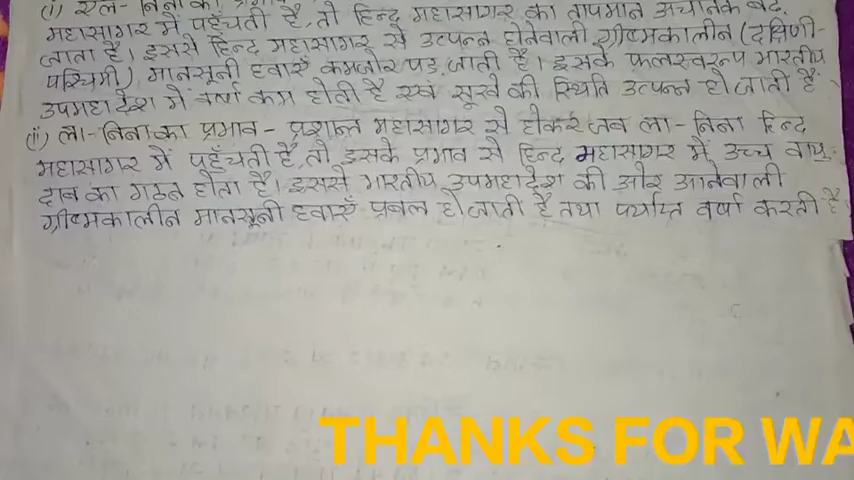 (i) एल-निनो का
महासागर में पहुँचती है, तो हिन्द महासागर का तापमान अचानक बढ़
जाता है। इससे हिन्द महासागर से उत्पन्न होनेवाली ग्रीष्मकालीन (दक्षिणी-
पश्चिमी) मानसूनी हवाएँ कमजोर पड़ जाती है। इसके फलस्वरूप भारतीय
उपमहादेश में वर्षा कम होती है एवं सूखे की स्थिति उत्पन्न हो जाती है
(ii) ला-निना का प्रभाव - प्रशान्त महासागर से होकर जब ला-निना हिन्द
महासागर में पहुँचती है, तो इसके प्रभाव से हिन्द महासागर में उच्च वायु-
दाब का गठन होता है। इससे भारतीय उपमहादेश की ओर आनेवाली
ग्रीष्मकालीन मानसूनी हवाएँ प्रबल हो जाती है तथा पर्याप्त वर्षा करती है
THANKS FOR WA